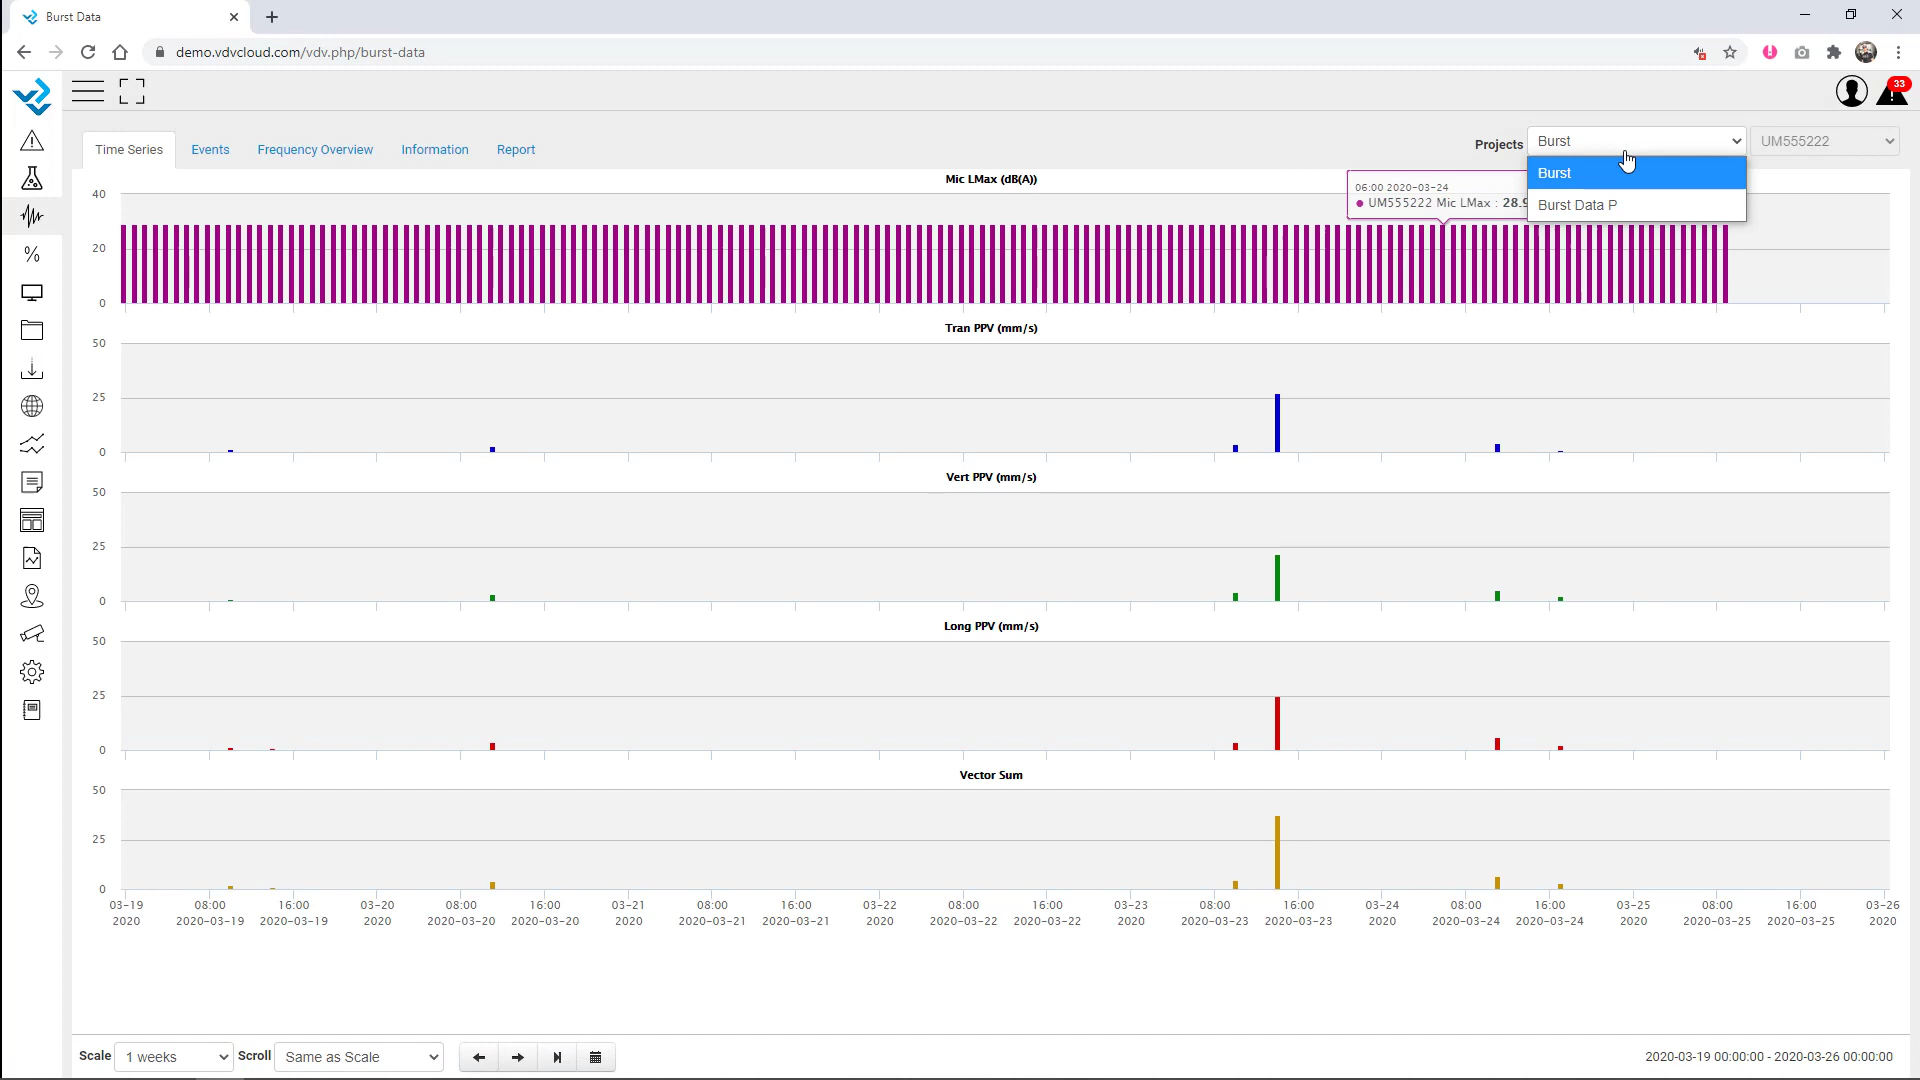 Burst Data
demo.vdvcloud.com/vdv.php/burst-data
33
Time Series
Events
Frequency Overview
Information
Report
Projects
Burst
UM555222
Burst
Burst Data P
Mic LMax (dB(A))
06:00 2020-03-24
UM555222 Mic LMax : 28.9
40
20
0
Tran PPV (mm/s)
50
25
0
Vert PPV (mm/s)
50
25
0
Long PPV (mm/s)
50
25
0
Vector Sum
50
25
0
03-19 08:00 16:00 03-20 08:00 16:00 03-21 08:00 16:00 03-22 08:00 16:00 03-23 08:00 16:00 03-24 08:00 16:00 03-25 08:00 16:00 03-26
2020 2020-03-19 2020-03-19 2020 2020-03-20 2020-03-20 2020 2020-03-21 2020-03-21 2020 2020-03-22 2020-03-22 2020 2020-03-23 2020-03-23 2020 2020-03-24 2020-03-24 2020 2020-03-25 2020-03-25 2020
Scale 1 weeks Scroll Same as Scale
2020-03-19 00:00:00 - 2020-03-26 00:00:00